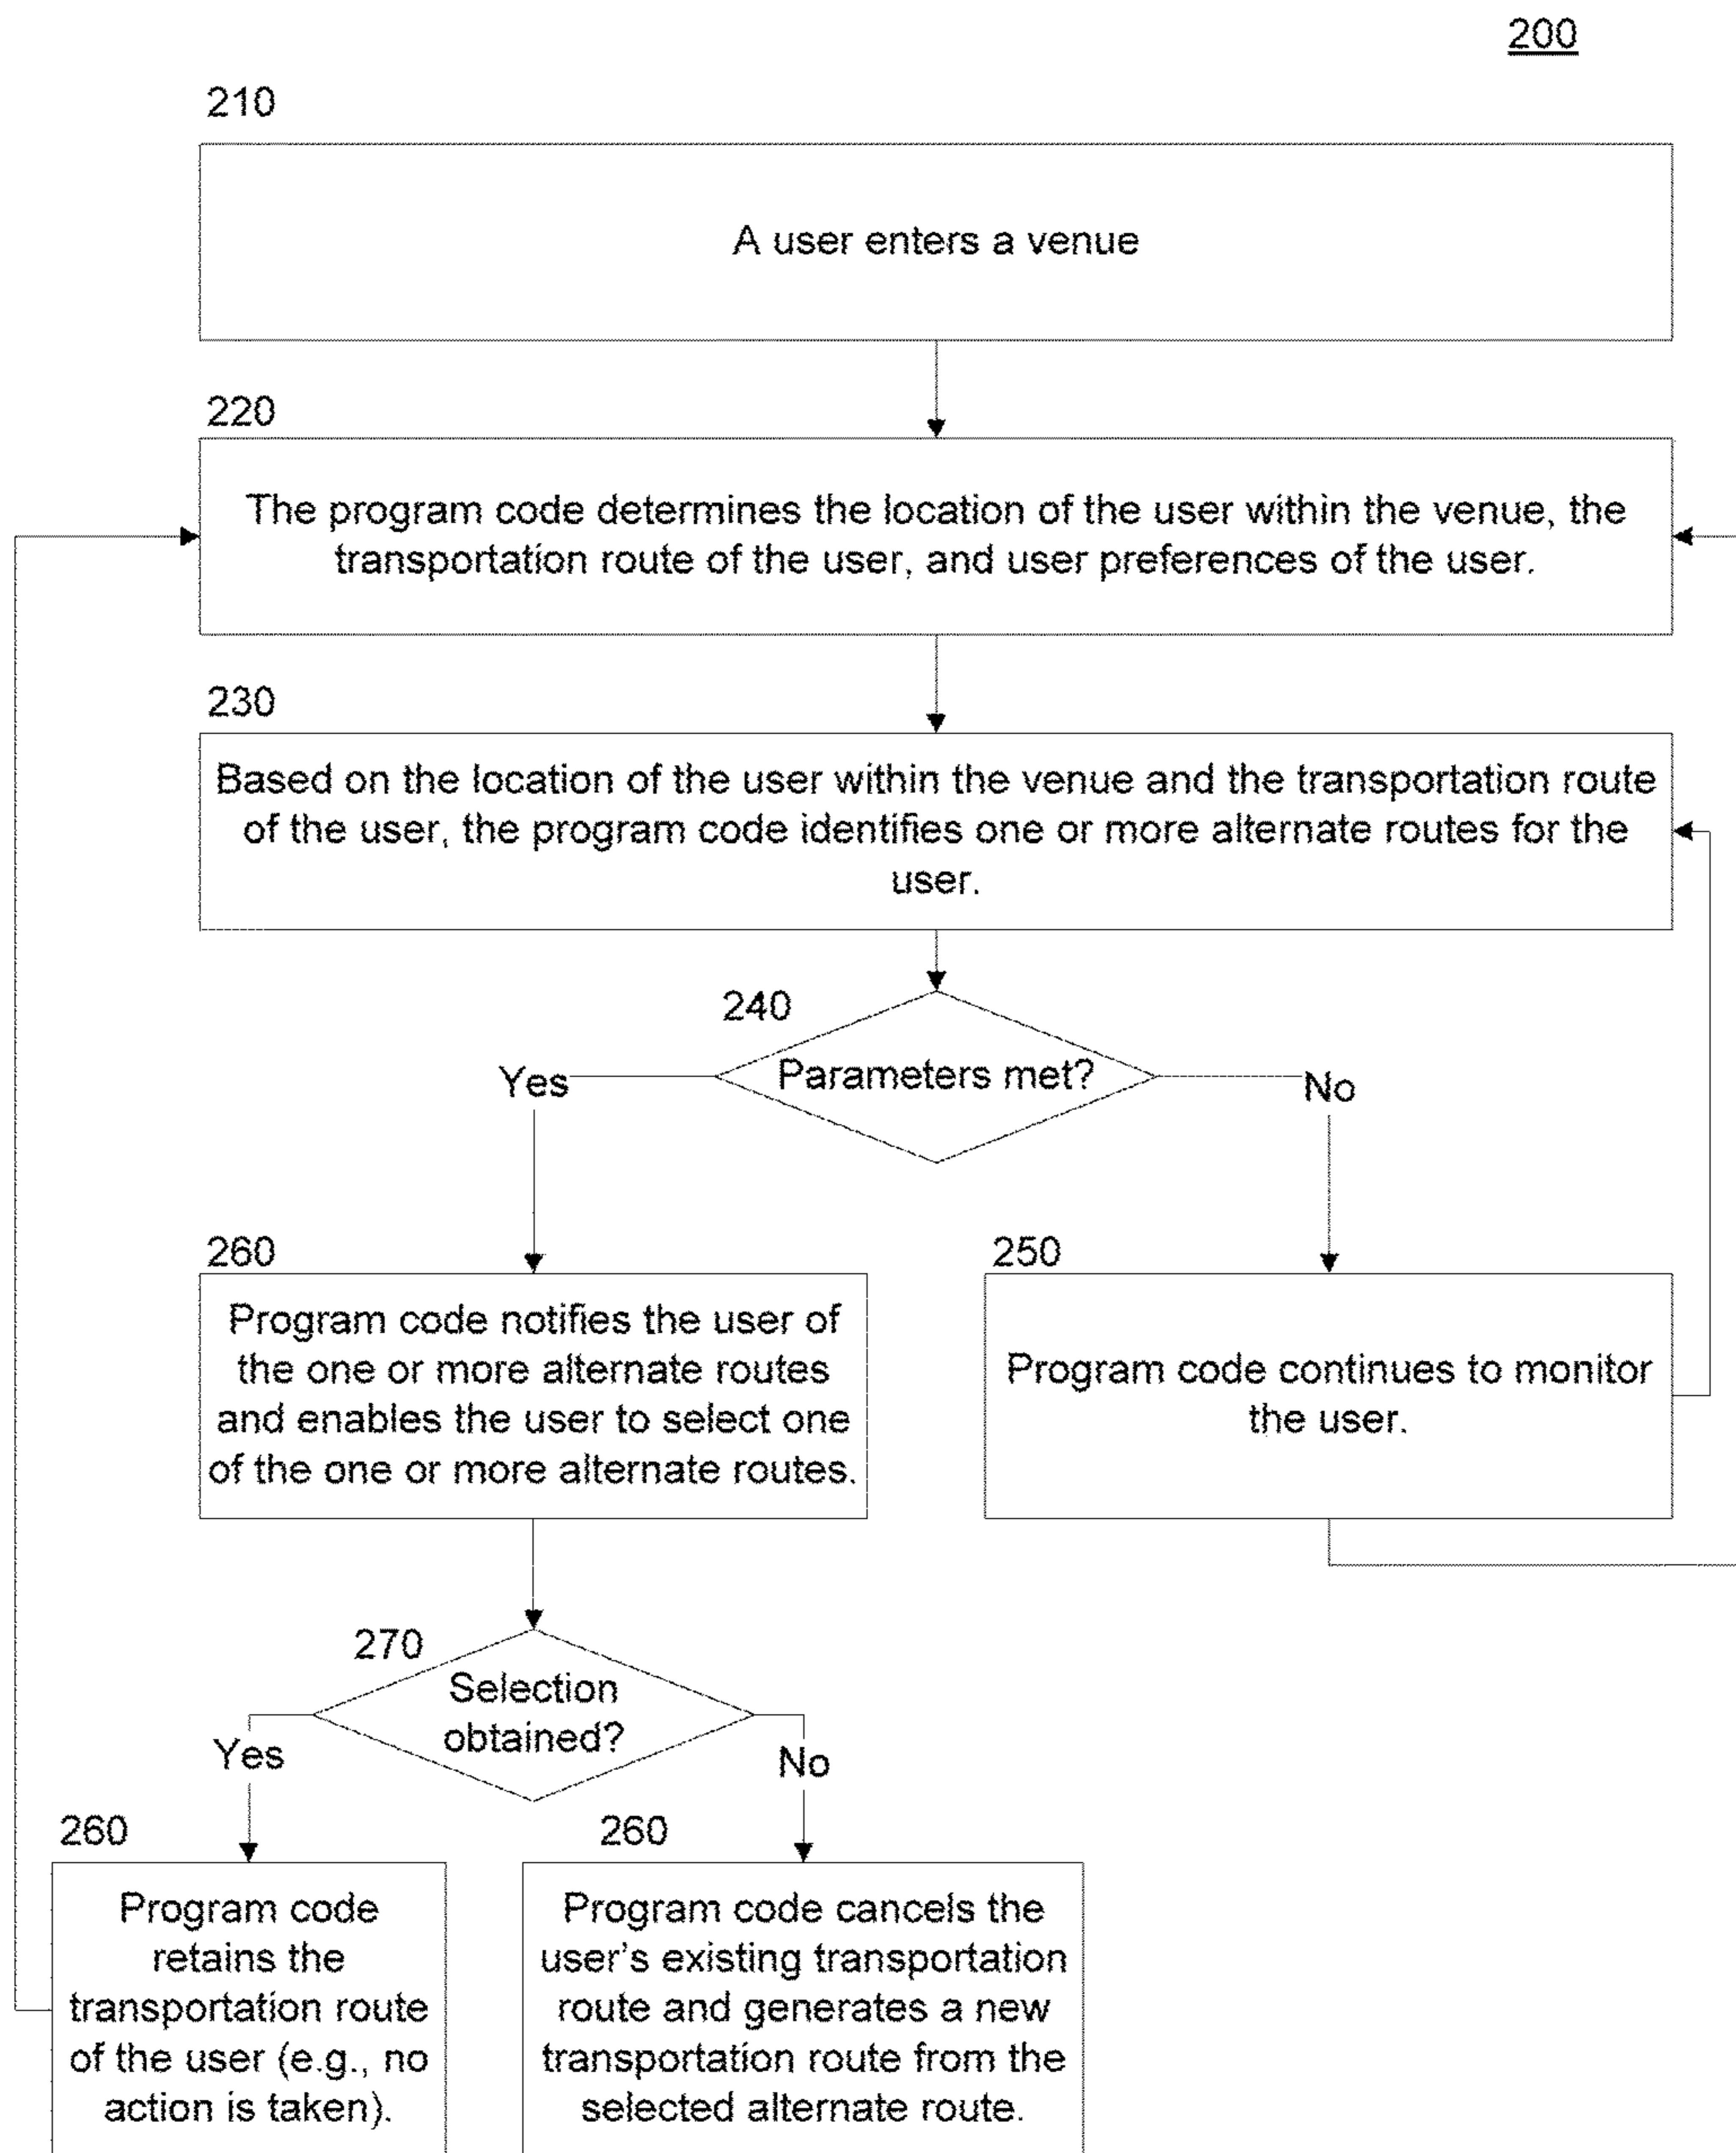 200
210
A user enters a venue
220
The program code determines the location of the user within the venue, the
transportation route of the user, and user preferences of the user.
230
Based on the location of the user within the venue and the transportation route
of the user, the program code identifies one or more alternate routes for the
user.
240
Parameters met?
Yes
No
260
Program code notifies the user of
the one or more alternate routes
and enables the user to select one
of the one or more alternate routes.
250
Program code continues to monitor
the user.
270
Selection
obtained?
Yes
No
260
Program code
retains the
transportation route
of the user (e.g., no
action is taken).
260
Program code cancels the
user's existing transportation
route and generates a new
transportation route from the
selected alternate route.